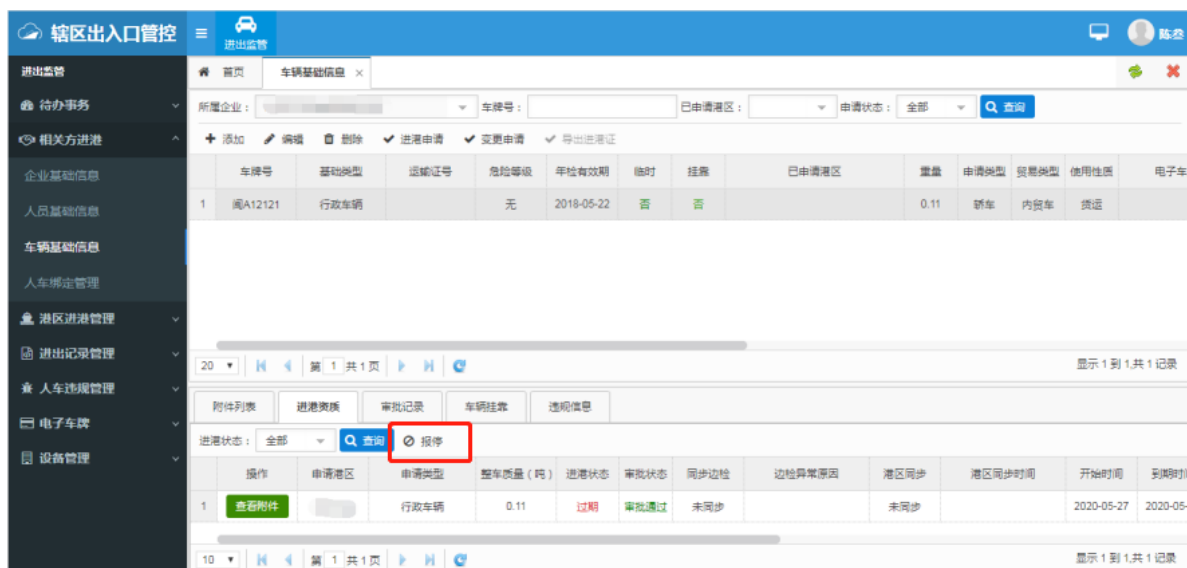 辖区出入口管控
进出监管
陈叁
进出监管
首页
车辆基础信息 ×
待办事务
相关方进港
企业基础信息
人员基础信息
车辆基础信息
人车绑定管理
港区进港管理
进出记录管理
人车违规管理
电子车牌
设备管理
所属企业：
车牌号：
已申请港区：
申请状态： 全部
查询
添加 编辑 删除 进港申请 变更申请 导出进港证
车牌号 基础类型 运输证号 危险等级 年检有效期 临时 挂靠 已申请港区 重量 申请类型 贸易类型 使用性质 电子车
1 闽A12121 行政车辆 无 2018-05-22 否 否 0.11 轿车 内贸车 货运
20 第 1 共1页 显示 1 到 1,共 1 记录
附件列表 进港资质 审批记录 车辆挂靠 违规信息
进港状态： 全部 查询 报停
操作 申请港区 申请类型 整车质量（吨） 进港状态 审批状态 同步边检 边检异常原因 港区同步 港区同步时间 开始时间 到期时
1 查看附件 行政车辆 0.11 过期 审批通过 未同步 未同步 2020-05-27 2020-05-
10 第 1 共1页 显示 1 到 1,共 1 记录